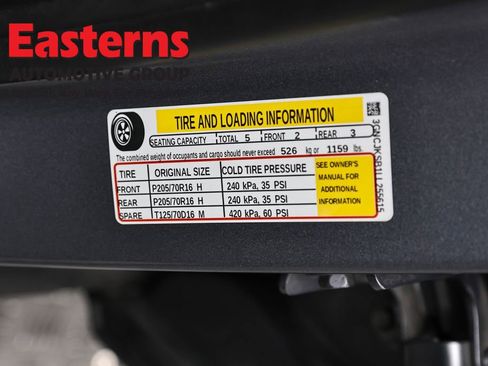 Easterns
AUTOMOTIVE GROUP
TIRE AND LOADING INFORMATION
SEATING CAPACITY TOTAL 5 FRONT 2 REAR 3
The combined weight of occupants and cargo should never exceed 526 kg or 1159 lbs.
TIRE ORIGINAL SIZE COLD TIRE PRESSURE
FRONT P205/70R16 H 240 kPa, 35 PSI
REAR P205/70R16 H 240 kPa, 35 PSI
SPARE T125/70D16 M 420 kPa, 60 PSI
SEE OWNER'S
MANUAL FOR
ADDITIONAL
INFORMATION